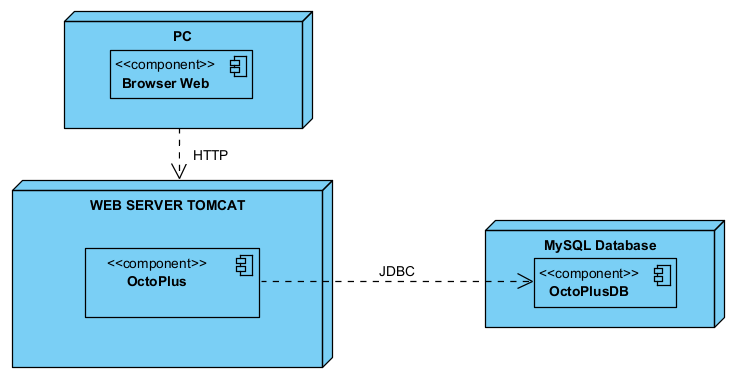 PC
<<component>>
Browser Web
HTTP
WEB SERVER TOMCAT
<<component>>
OctoPlus
JDBC
MySQL Database
<<component>>
OctoPlusDB